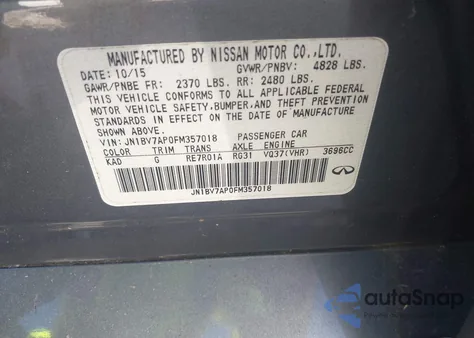 MANUFACTURED BY NISSAN MOTOR CO.,LTD.
DATE: 10/15 GVWR/PNBV: 4828 LBS.
GAWR/PNBE FR: 2370 LBS. RR: 2480 LBS.
THIS VEHICLE CONFORMS TO ALL APPLICABLE FEDERAL
MOTOR VEHICLE SAFETY,BUMPER,AND THEFT PREVENTION
STANDARDS IN EFFECT ON THE DATE OF MANUFACTURE
SHOWN ABOVE.
VIN: JN1BV7AP0FM357018 PASSENGER CAR
COLOR TRIM TRANS AXLE ENGINE
KAD G RE7R01A RG31 VQ37(VHR) 3696CC
JN1BV7AP0FM357018
INFINITI
autoSnap